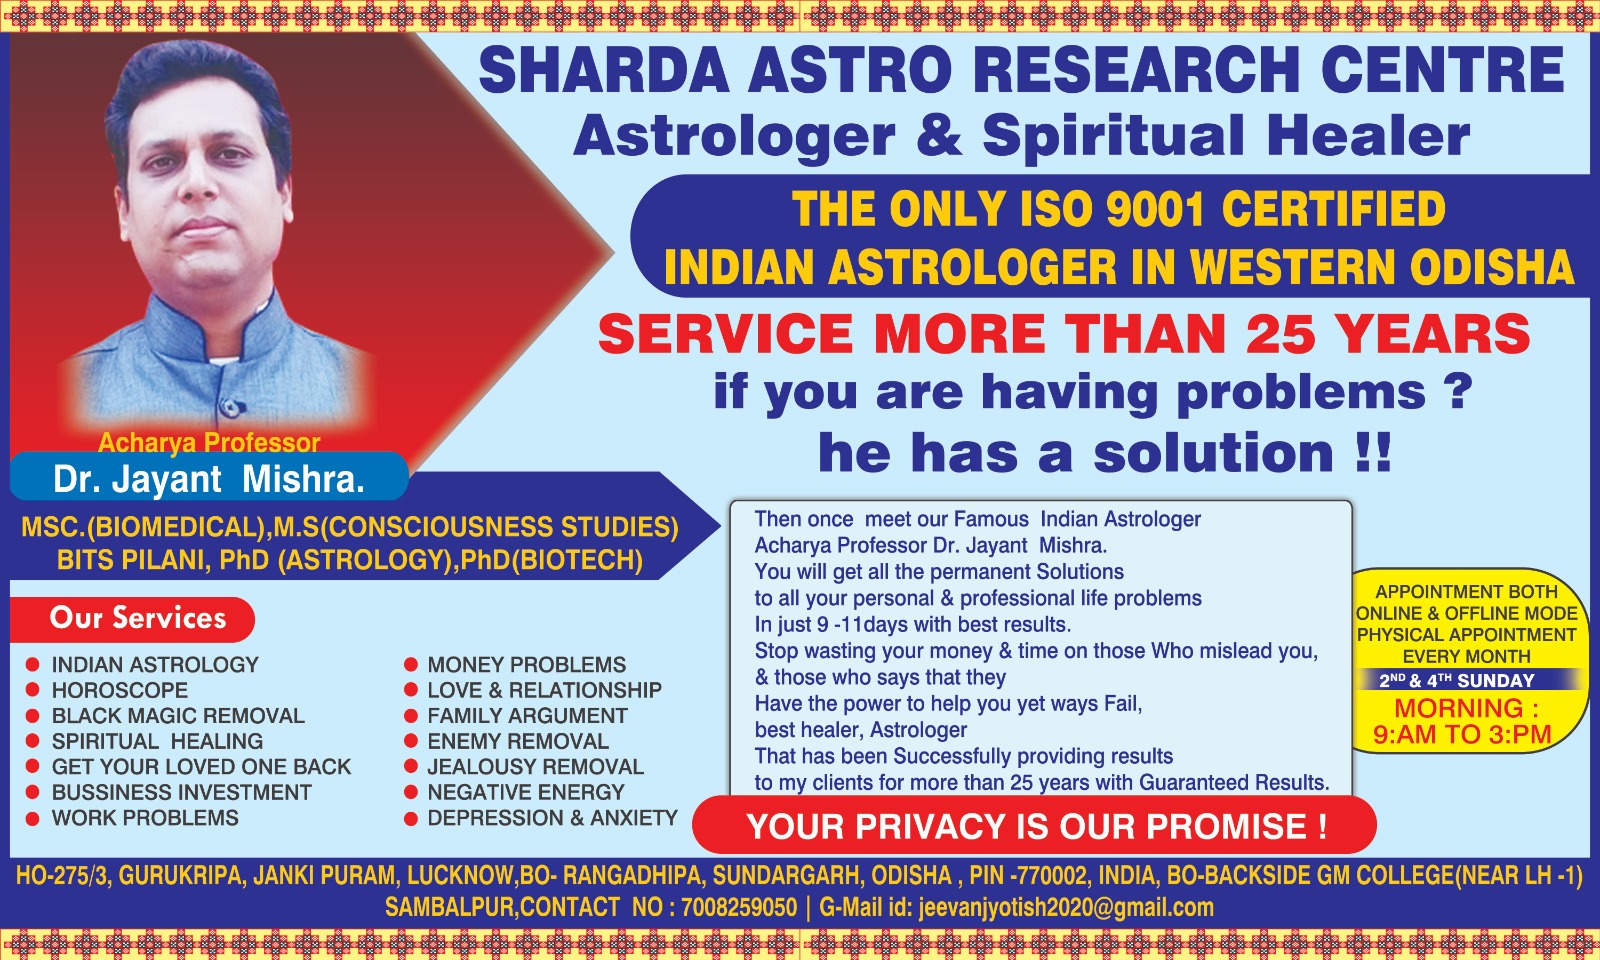 SHARDA ASTRO RESEARCH CENTRE
Astrologer & Spiritual Healer
THE ONLY ISO 9001 CERTIFIED
INDIAN ASTROLOGER IN WESTERN ODISHA
SERVICE MORE THAN 25 YEARS
if you are having problems ?
he has a solution !!
Acharya Professor
Dr. Jayant Mishra.
MSC.(BIOMEDICAL),M.S(CONSCIOUSNESS STUDIES)
BITS PILANI, PhD (ASTROLOGY),PhD(BIOTECH)
Our Services
INDIAN ASTROLOGY
HOROSCOPE
BLACK MAGIC REMOVAL
SPIRITUAL HEALING
GET YOUR LOVED ONE BACK
BUSSINESS INVESTMENT
WORK PROBLEMS
MONEY PROBLEMS
LOVE & RELATIONSHIP
FAMILY ARGUMENT
ENEMY REMOVAL
JEALOUSY REMOVAL
NEGATIVE ENERGY
DEPRESSION & ANXIETY
Then once meet our Famous Indian Astrologer
Acharya Professor Dr. Jayant Mishra.
You will get all the permanent Solutions
to all your personal & professional life problems
In just 9 -11days with best results.
Stop wasting your money & time on those Who mislead you,
& those who says that they
Have the power to help you yet ways Fail,
best healer, Astrologer
That has been Successfully providing results
to my clients for more than 25 years with Guaranteed Results.
YOUR PRIVACY IS OUR PROMISE !
APPOINTMENT BOTH
ONLINE & OFFLINE MODE
PHYSICAL APPOINTMENT
EVERY MONTH
2ND & 4TH SUNDAY
MORNING :
9:AM TO 3:PM
HO-275/3, GURUKRIPA, JANKI PURAM, LUCKNOW,BO- RANGADHIPA, SUNDARGARH, ODISHA , PIN -770002, INDIA, BO-BACKSIDE GM COLLEGE(NEAR LH -1)
SAMBALPUR,CONTACT NO : 7008259050 | G-Mail id: jeevanjyotish2020@gmail.com